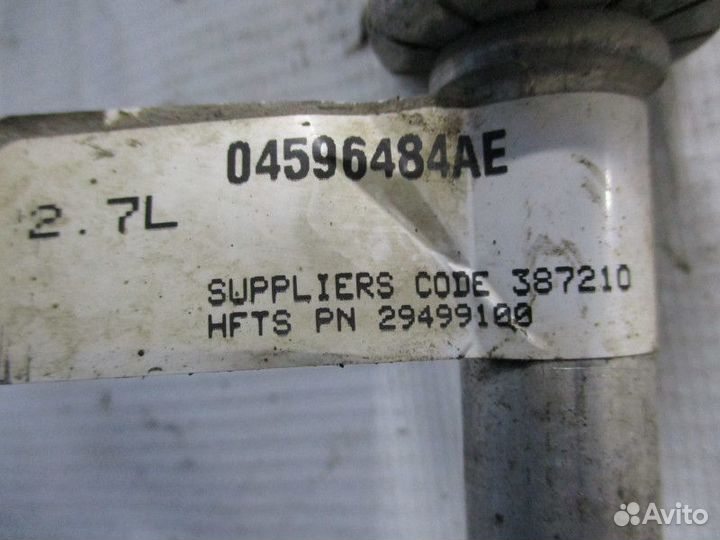 04596484AE
2.7L
SUPPLIERS CODE 387210
HFTS PN 29499100
Avito